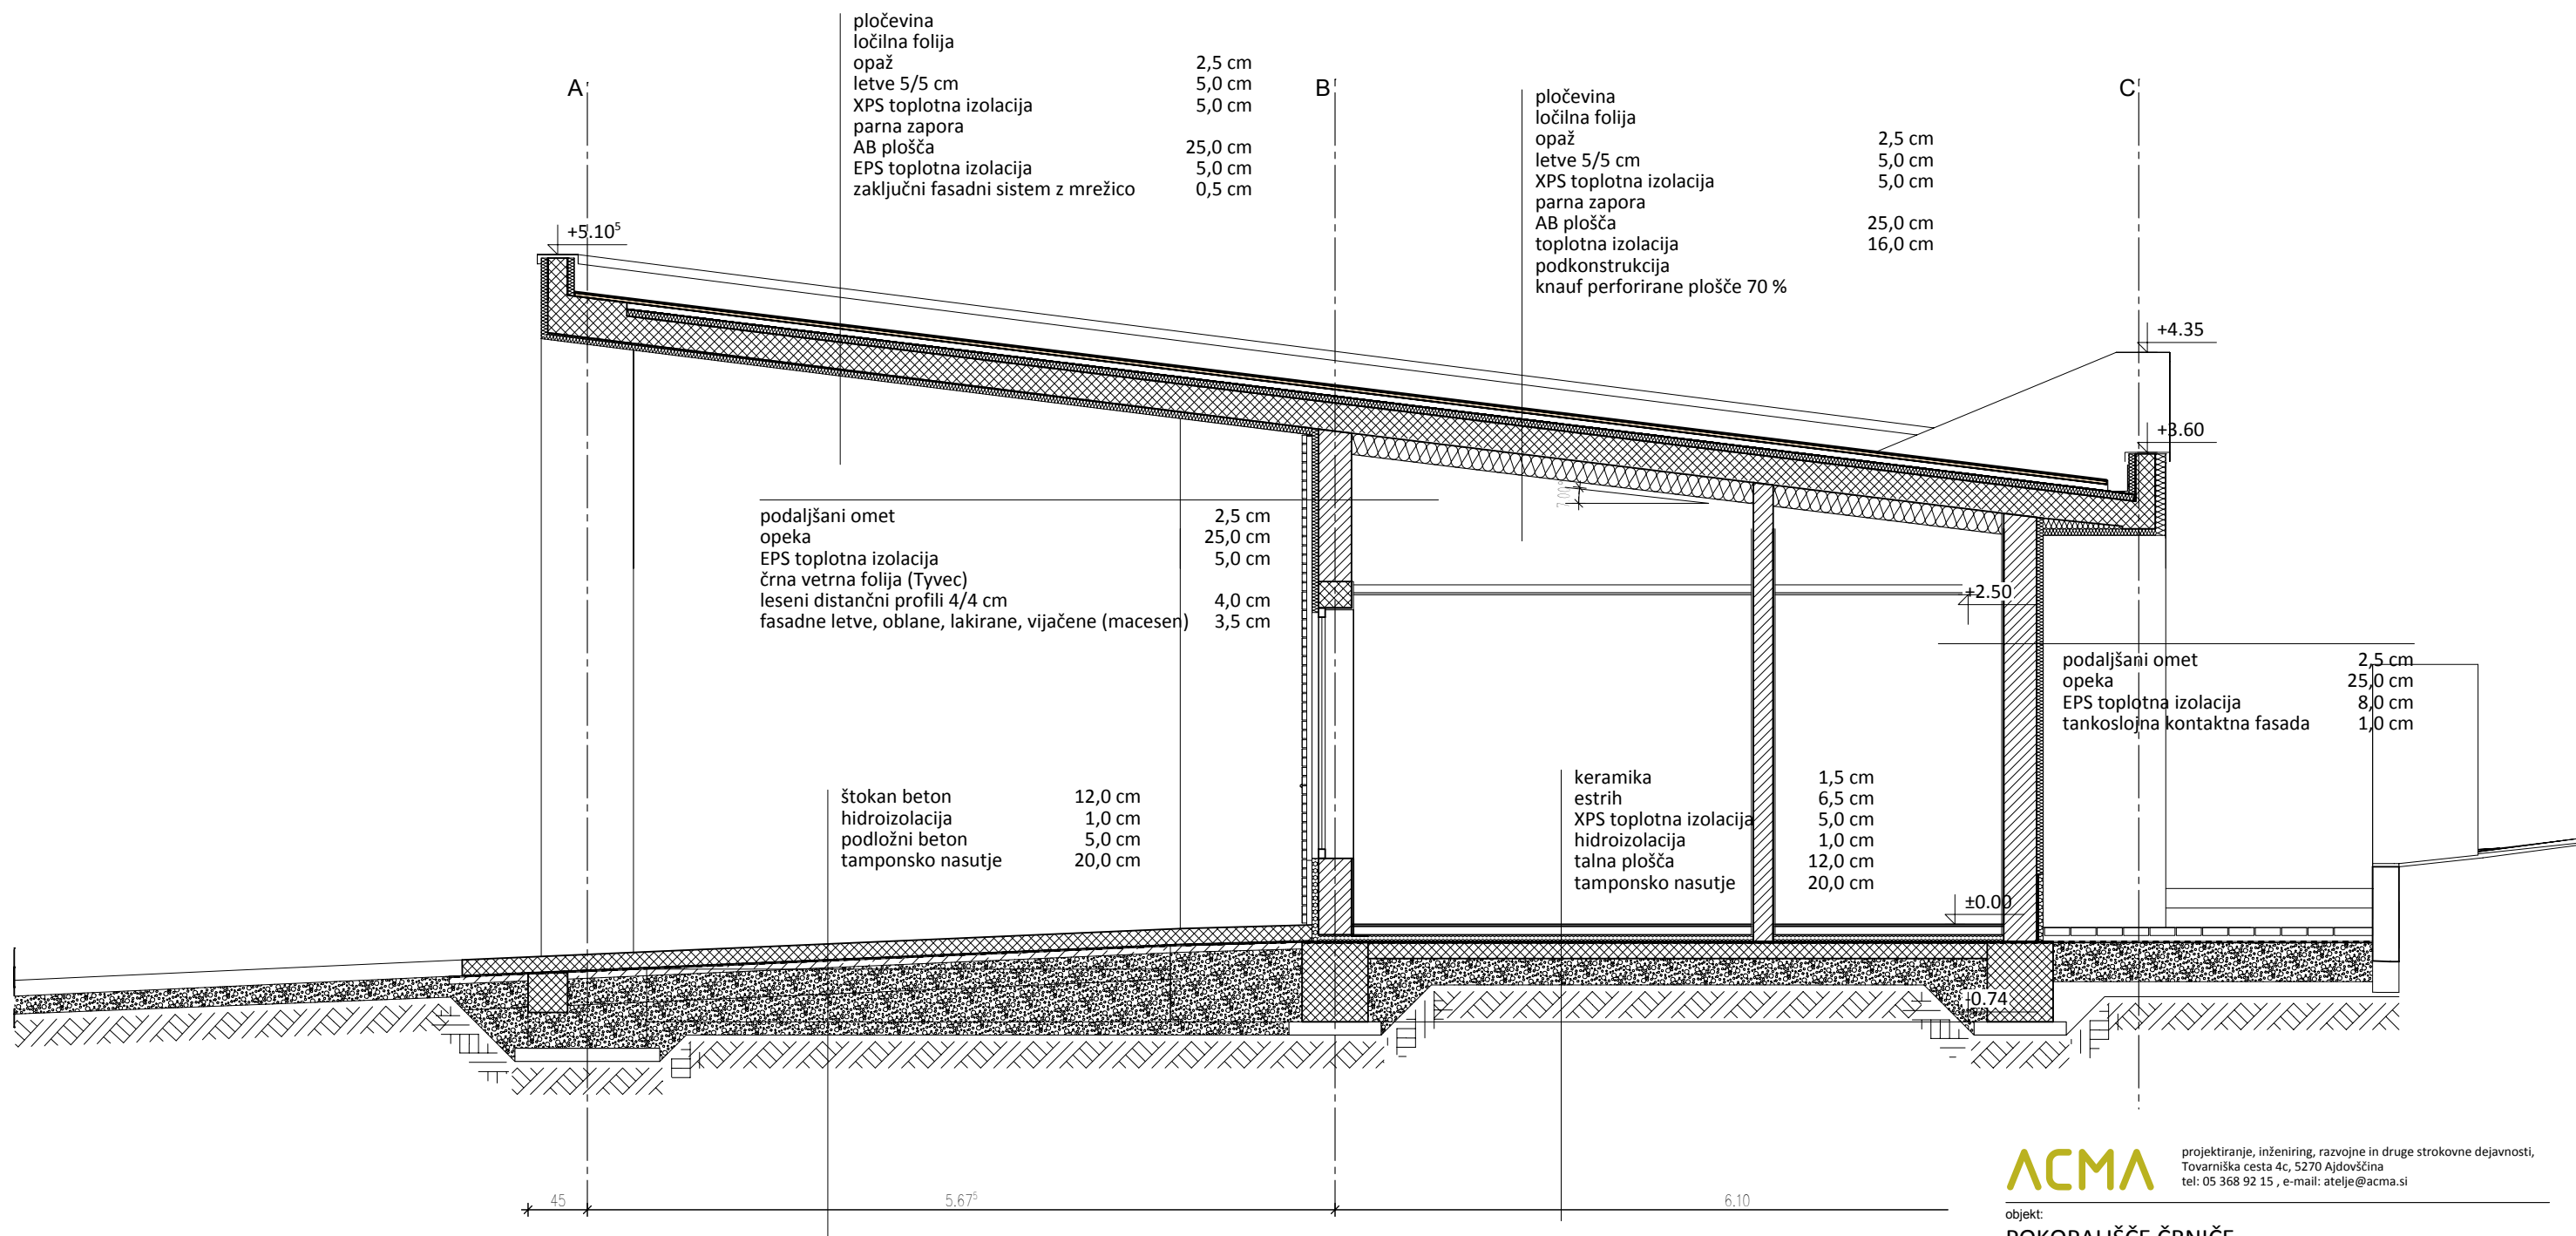 pločevina
ločilna folija
opaž 2,5 cm
letve 5/5 cm 5,0 cm
XPS toplotna izolacija 5,0 cm
parna zapora
AB plošča 25,0 cm
EPS toplotna izolacija 5,0 cm
zaključni fasadni sistem z mrežico 0,5 cm
A
B
C
pločevina
ločilna folija
opaž 2,5 cm
letve 5/5 cm 5,0 cm
XPS toplotna izolacija 5,0 cm
parna zapora
AB plošča 25,0 cm
toplotna izolacija 16,0 cm
podkonstrukcija
knauf perforirane plošče 70 %
+5.10⁵
+4.35
+3.60
podaljšani omet 2,5 cm
opeka 25,0 cm
EPS toplotna izolacija 5,0 cm
črna vetrna folija (Tyvec)
leseni distančni profili 4/4 cm 4,0 cm
fasadne letve, oblane, lakirane, vijačene (macesen) 3,5 cm
+2.50
podaljšani omet 2,5 cm
opeka 25,0 cm
EPS toplotna izolacija 8,0 cm
tankoslojna kontaktna fasada 1,0 cm
štokan beton 12,0 cm
hidroizolacija 1,0 cm
podložni beton 5,0 cm
tamponsko nasutje 20,0 cm
keramika 1,5 cm
estrih 6,5 cm
XPS toplotna izolacija 5,0 cm
hidroizolacija 1,0 cm
talna plošča 12,0 cm
tamponsko nasutje 20,0 cm
±0.00
-0.74
45
5.67⁵
6.10
ACMA
projektiranje, inženiring, razvojne in druge strokovne dejavnosti,
Tovarniška cesta 4c, 5270 Ajdovščina
tel: 05 368 92 15 , e-mail: atelje@acma.si
objekt:
POKOPALIŠČE ČRNIČE